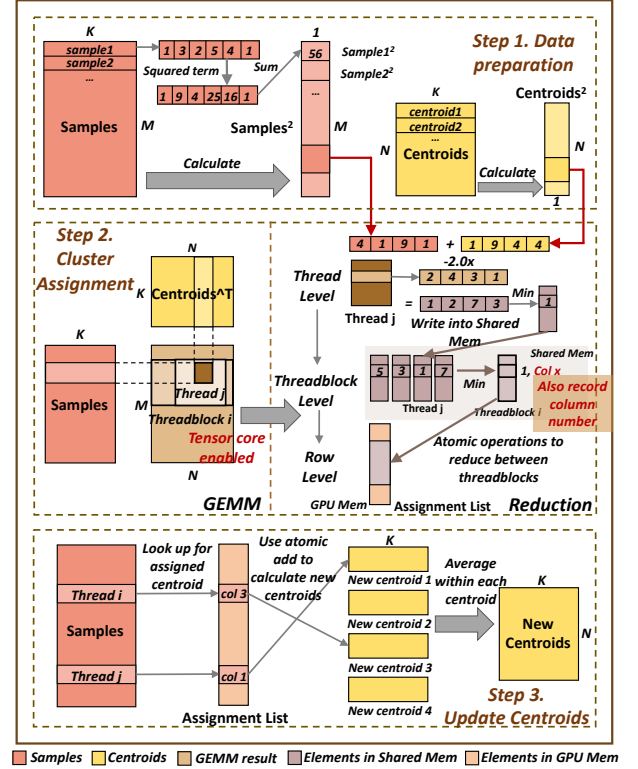 K
sample1
sample2
...
Samples
M
1 3 2 5 4 1
Squared term
Sum
1 9 4 25 16 1
1
56
Sample1²
Sample2²
...
Samples²
M
Calculate
Step 1. Data
preparation
K
centroid1
centroid2
...
Centroids
N
Centroids²
N
Calculate
1
Step 2.
Cluster
Assignment
N
K
Centroids^T
K
Samples
M
Thread j
Threadblock i
Tensor core
enabled
N
GEMM
4 1 9 1 + 1 9 4 4
-2.0x
Thread
Level
2 4 3 1
Thread j
= 1 2 7 3
Min
1
Write into Shared
Mem
Shared Mem
Threadblock
Level
5 3 1 7
Min
1, Col x
Thread j
Threadblock i
Also record
column
number
Row
Level
Atomic operations to
reduce between
threadblocks
GPU Mem
Assignment List
Reduction
Look up for
assigned
centroid
Use atomic
add to
calculate new
centroids
K
Average
within each
centroid
Thread i
Samples
Thread j
col 3
col 1
Assignment List
New centroid 1
New centroid 2
New centroid 3
New centroid 4
K
New
Centroids
N
Step 3.
Update Centroids
Samples
Centroids
GEMM result
Elements in Shared Mem
Elements in GPU Mem